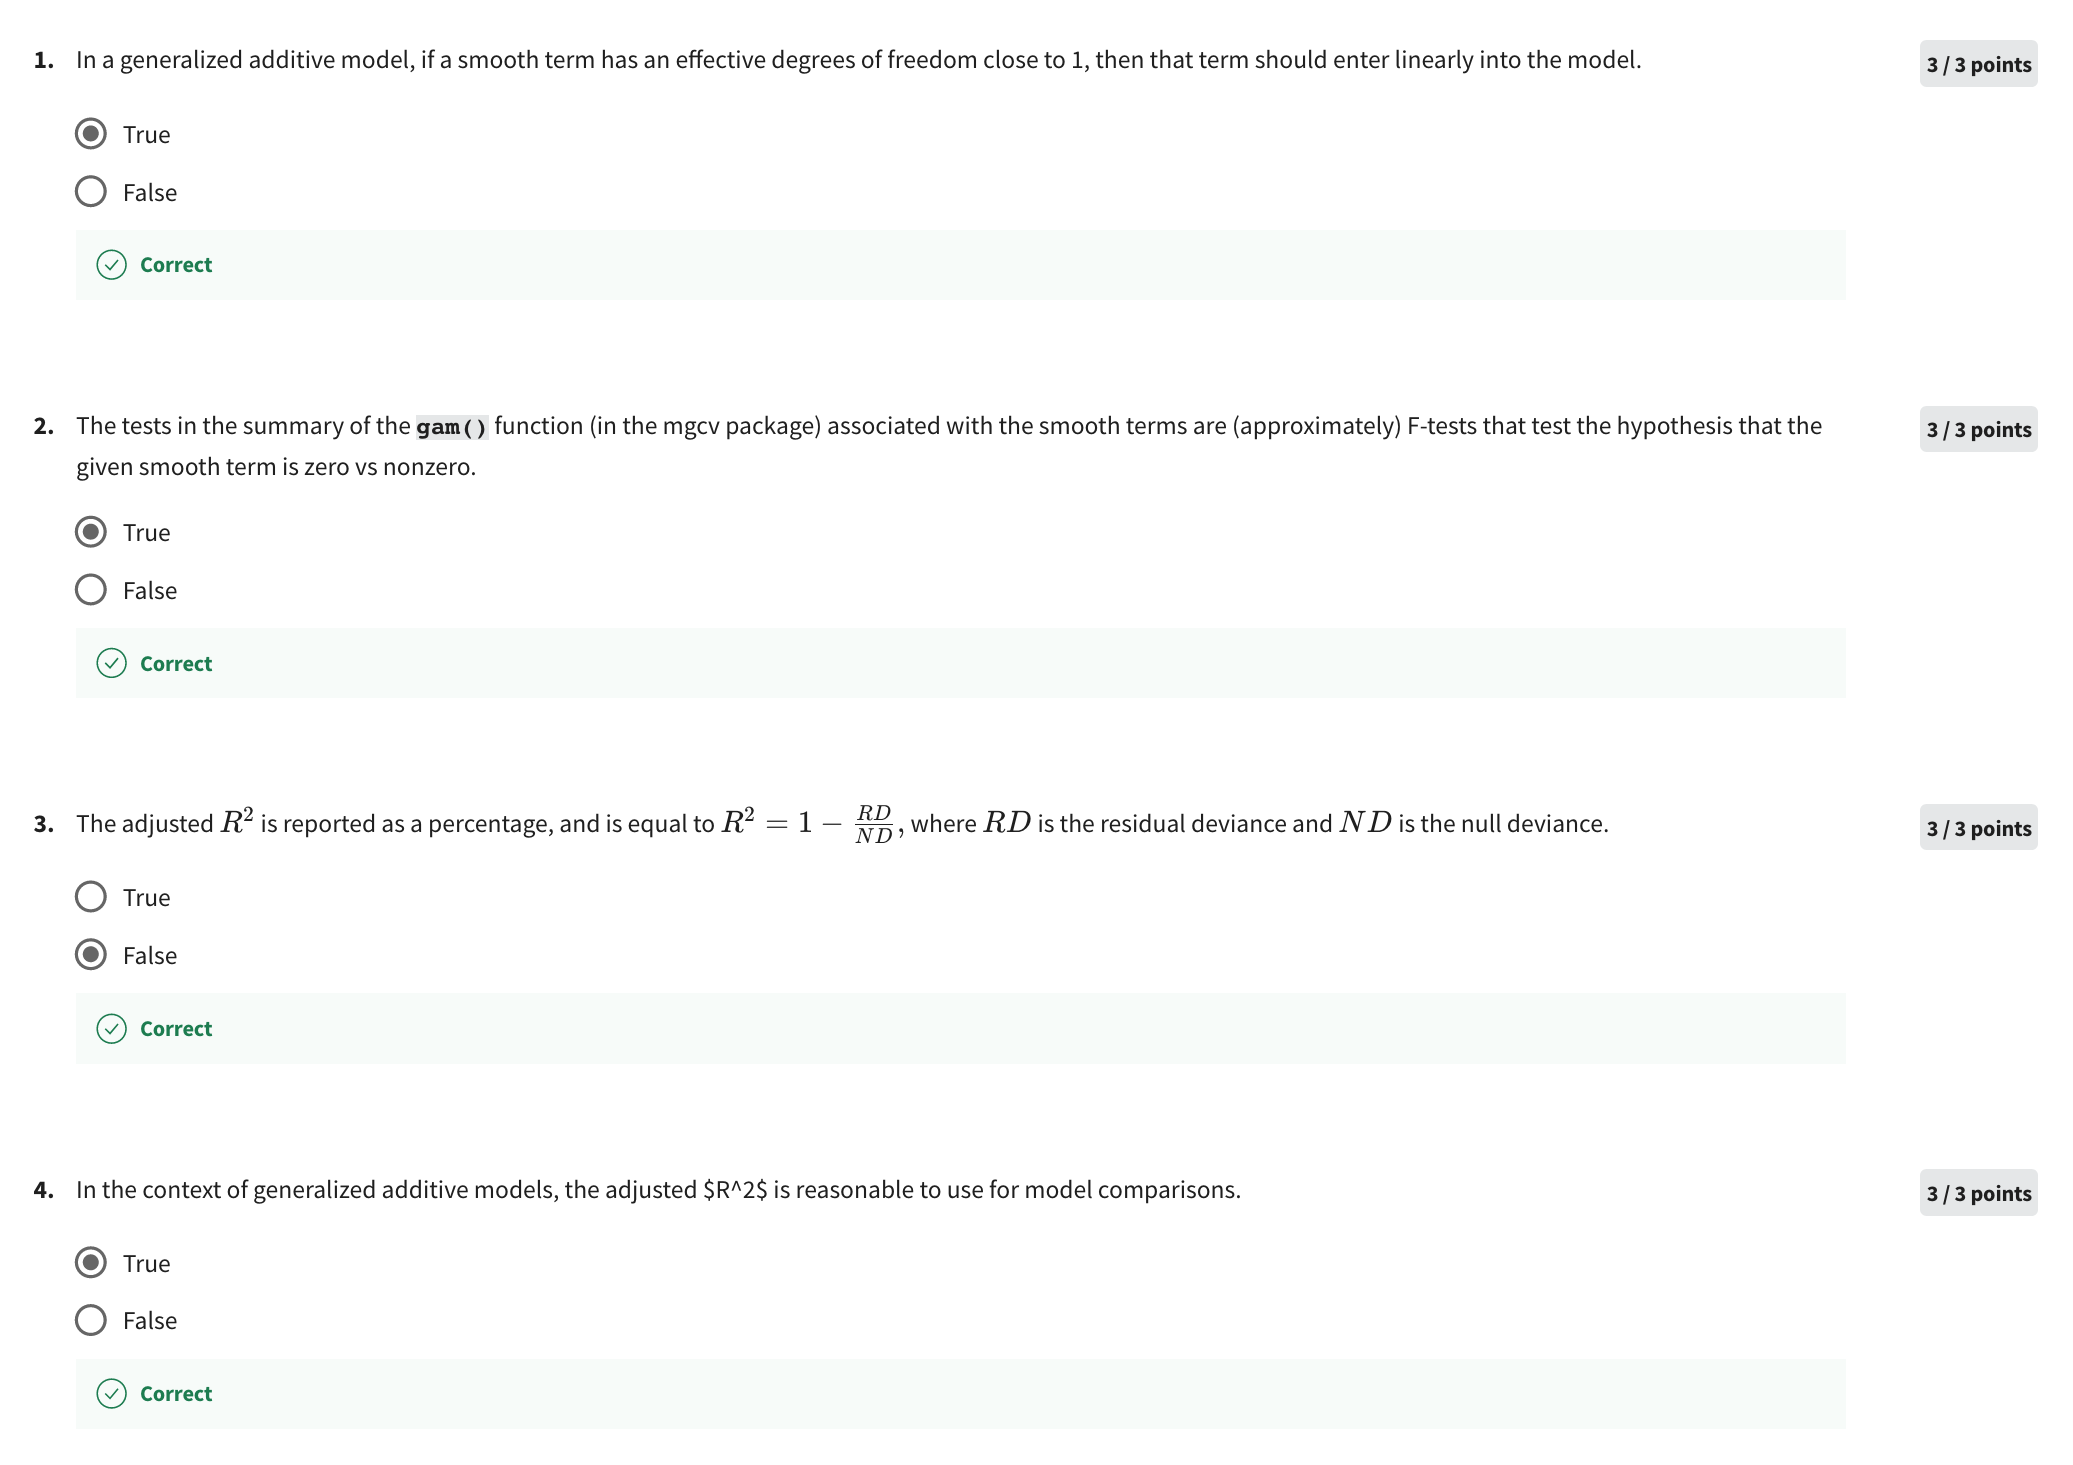 1. In a generalized additive model, if a smooth term has an effective degrees of freedom close to 1, then that term should enter linearly into the model.
3 / 3 points
True
False
Correct
2. The tests in the summary of the gam() function (in the mgcv package) associated with the smooth terms are (approximately) F-tests that test the hypothesis that the
given smooth term is zero vs nonzero.
3 / 3 points
True
False
Correct
3. The adjusted R² is reported as a percentage, and is equal to R² = 1 − RD/ND, where RD is the residual deviance and ND is the null deviance.
3 / 3 points
True
False
Correct
4. In the context of generalized additive models, the adjusted $R^2$ is reasonable to use for model comparisons.
3 / 3 points
True
False
Correct